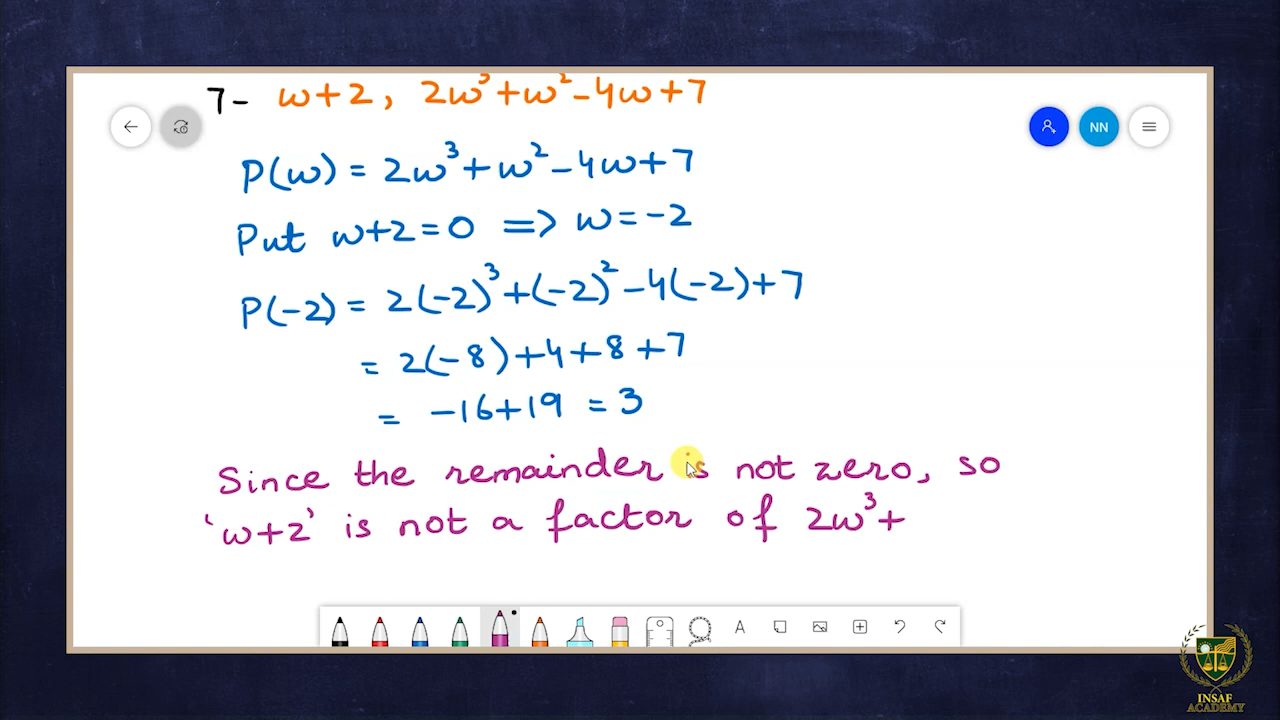 7- w+2, 2w³+w²-4w+7
NN
P(w) = 2w³+w²-4w+7
Put w+2=0 => w=-2
P(-2) = 2(-2)³+(-2)²-4(-2)+7
= 2(-8)+4+8+7
= -16+19 = 3
Since the remainder is not zero, so
'w+2' is not a factor of 2w³+
A
INSAF
ACADEMY